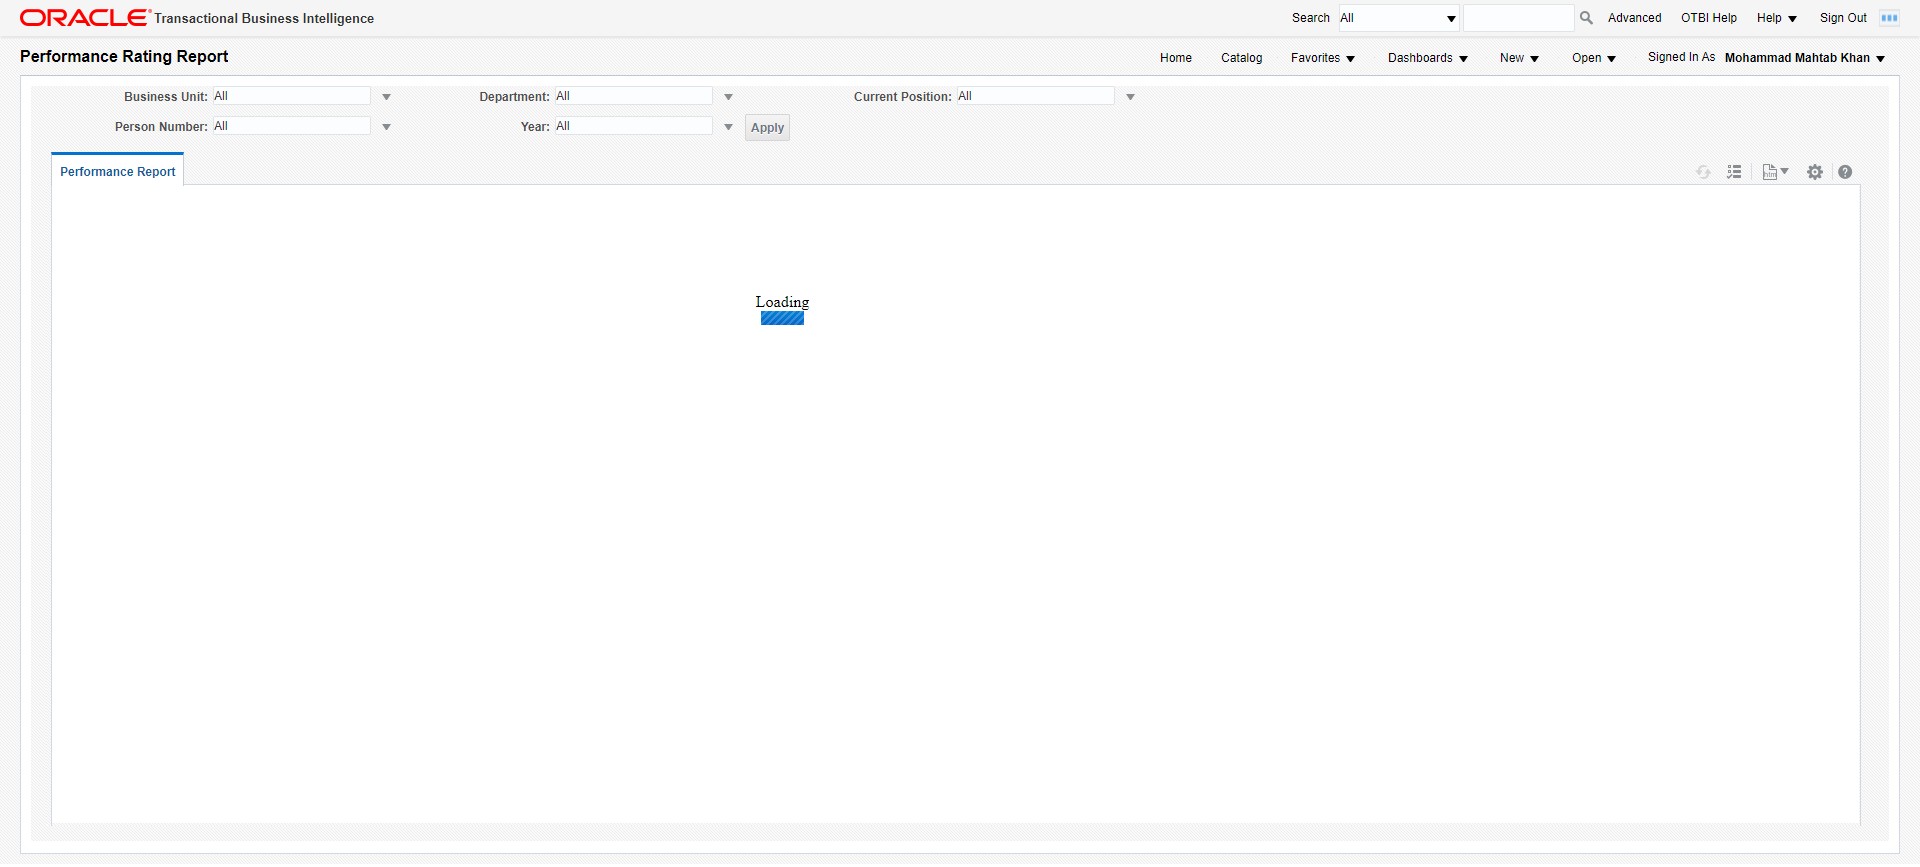 ORACLE Transactional Business Intelligence
Search All Advanced OTBI Help Help Sign Out
Performance Rating Report
Home Catalog Favorites Dashboards New Open Signed In As Mohammad Mahtab Khan
Business Unit: All Department: All Current Position: All
Person Number: All Year: All Apply
Performance Report
Loading